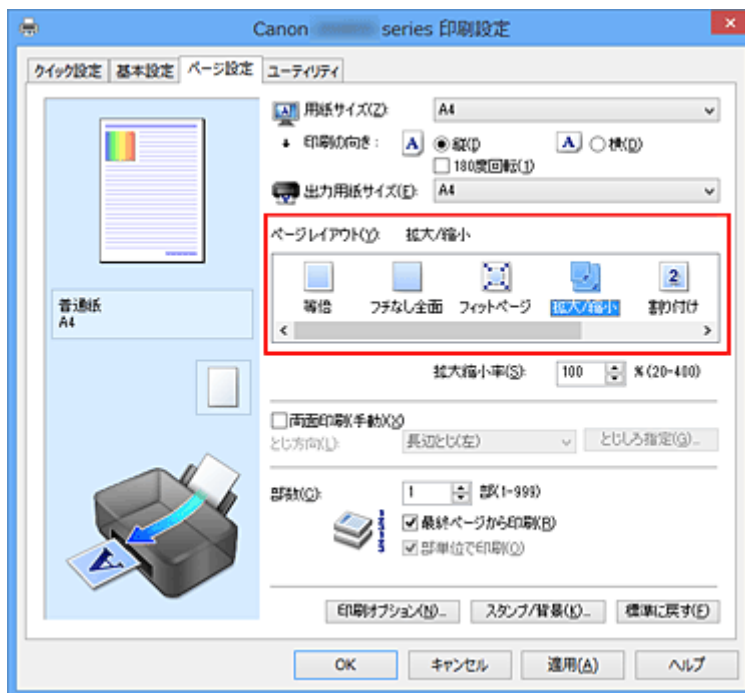 Canon series 印刷設定
×
クイック設定 基本設定 ページ設定 ユーティリティ
用紙サイズ(Z): A4
印刷の向き： A 縦(I) A 横(D)
180度回転(1)
出力用紙サイズ(E): A4
ページレイアウト(Y): 拡大/縮小
2
等倍 フチなし全面 フィットページ 拡大/縮小 割り付け
普通紙
A4
拡大縮小率(S): 100 % (20-400)
両面印刷(手動)(X)
とじ方向(L): 長辺とじ(左) とじしろ指定(G)...
部数(C): 1 部(1-999)
最終ページから印刷(R)
部単位で印刷(O)
印刷オプション(N)... スタンプ/背景(K)... 標準に戻す(F)
OK キャンセル 適用(A) ヘルプ